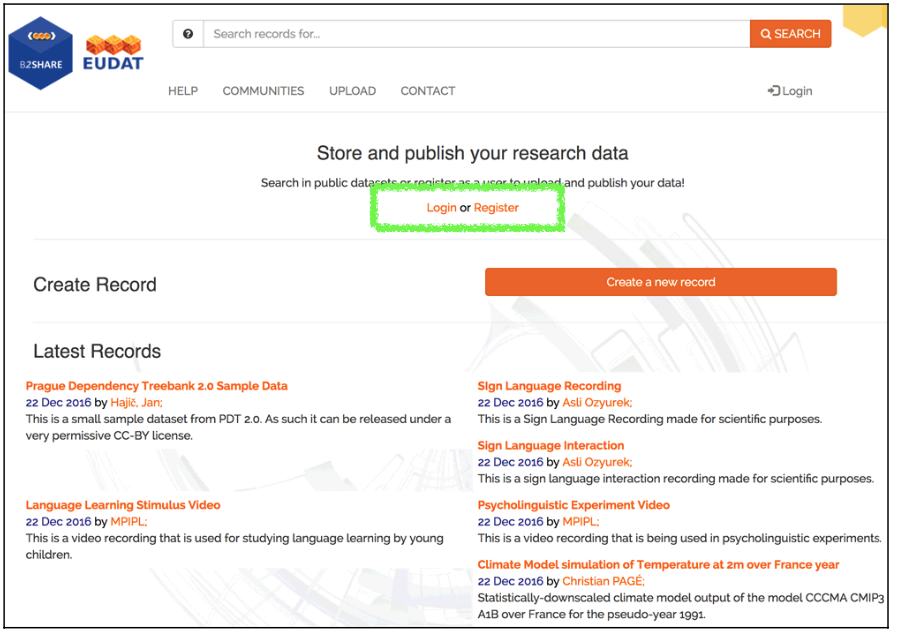 B2SHARE
EUDAT
Search records for...
SEARCH
HELP COMMUNITIES UPLOAD CONTACT
Login
Store and publish your research data
Search in public datasets or register as a user to upload and publish your data!
Login or Register
Create Record
Create a new record
Latest Records
Prague Dependency Treebank 2.0 Sample Data
22 Dec 2016 by Hajič, Jan;
This is a small sample dataset from PDT 2.0. As such it can be released under a
very permissive CC-BY license.
Language Learning Stimulus Video
22 Dec 2016 by MPIPL;
This is a video recording that is used for studying language learning by young
children.
SIgn Language Recording
22 Dec 2016 by Asli Ozyurek;
This is a Sign Language Recording made for scientific purposes.
Sign Language Interaction
22 Dec 2016 by Asli Ozyurek;
This is a sign language interaction recording made for scientific purposes.
Psycholinguistic Experiment Video
22 Dec 2016 by MPIPL;
This is a video recording that is being used in psycholinguistic experiments.
Climate Model simulation of Temperature at 2m over France year
22 Dec 2016 by Christian PAGÉ;
Statistically-downscaled climate model output of the model CCCMA CMIP3
A1B over France for the pseudo-year 1991.